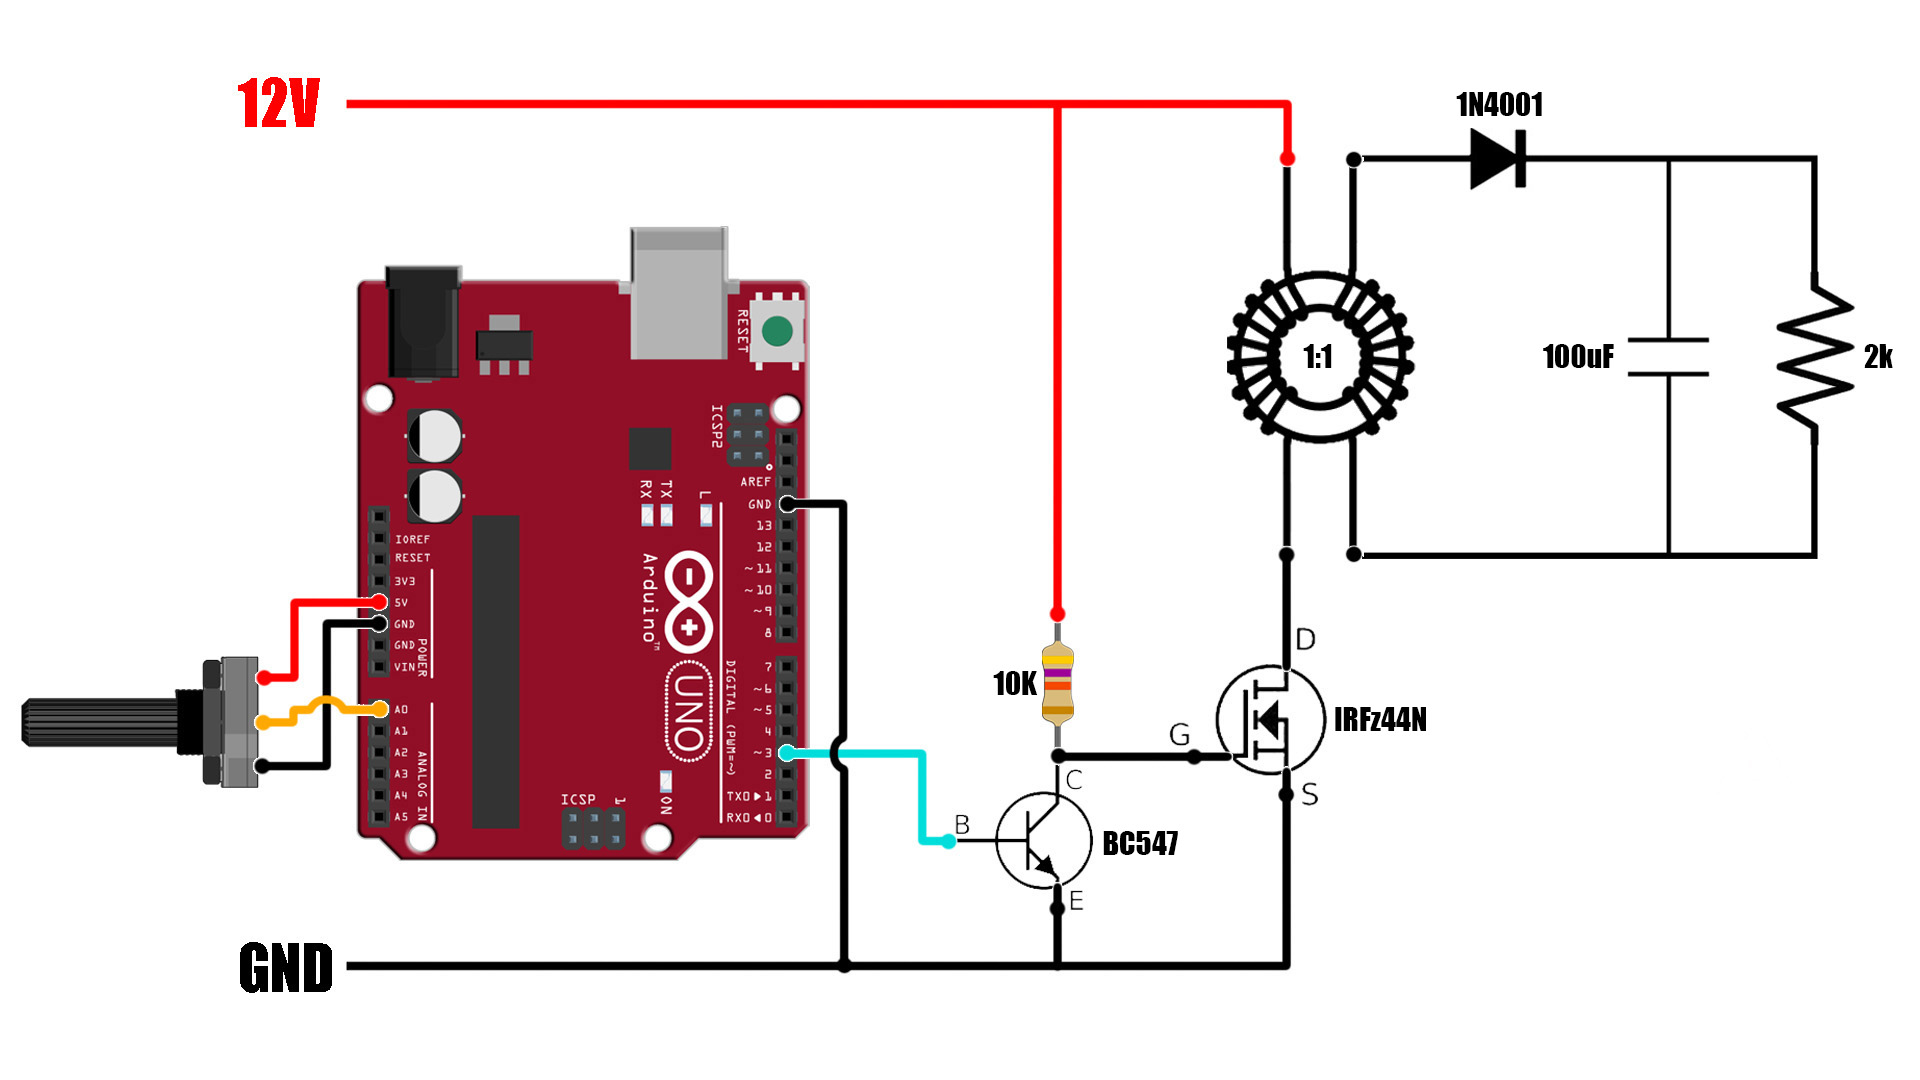 12V
1N4001
RESET
1:1
100uF
2k
ICSP2
AREF
GND
RX
TX
L
13
12
~11
~10
~9
8
IOREF
RESET
3V3
5V
GND
GND
VIN
POWER
Arduino™
UNO
DIGITAL (PWM=~)
7
~6
~5
4
~3
2
TX0▶1
RX0◀0
A0
A1
A2
A3
A4
A5
ANALOG IN
ICSP
1
ON
10K
D
G
IRFz44N
S
C
B
BC547
E
GND